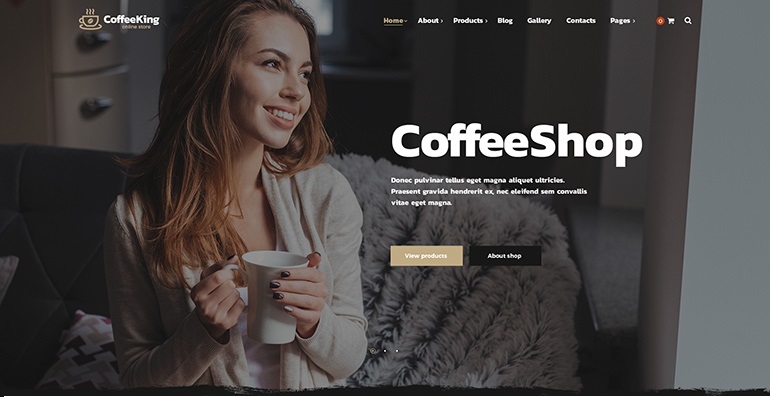 CoffeeKing
online store
Home
About
Products
Blog
Gallery
Contacts
Pages
0
CoffeeShop
Donec pulvinar tellus eget magna aliquet ultricies.
Praesent gravida hendrerit ex, nec eleifend sem convallis
vitae eget magna.
View products
About shop